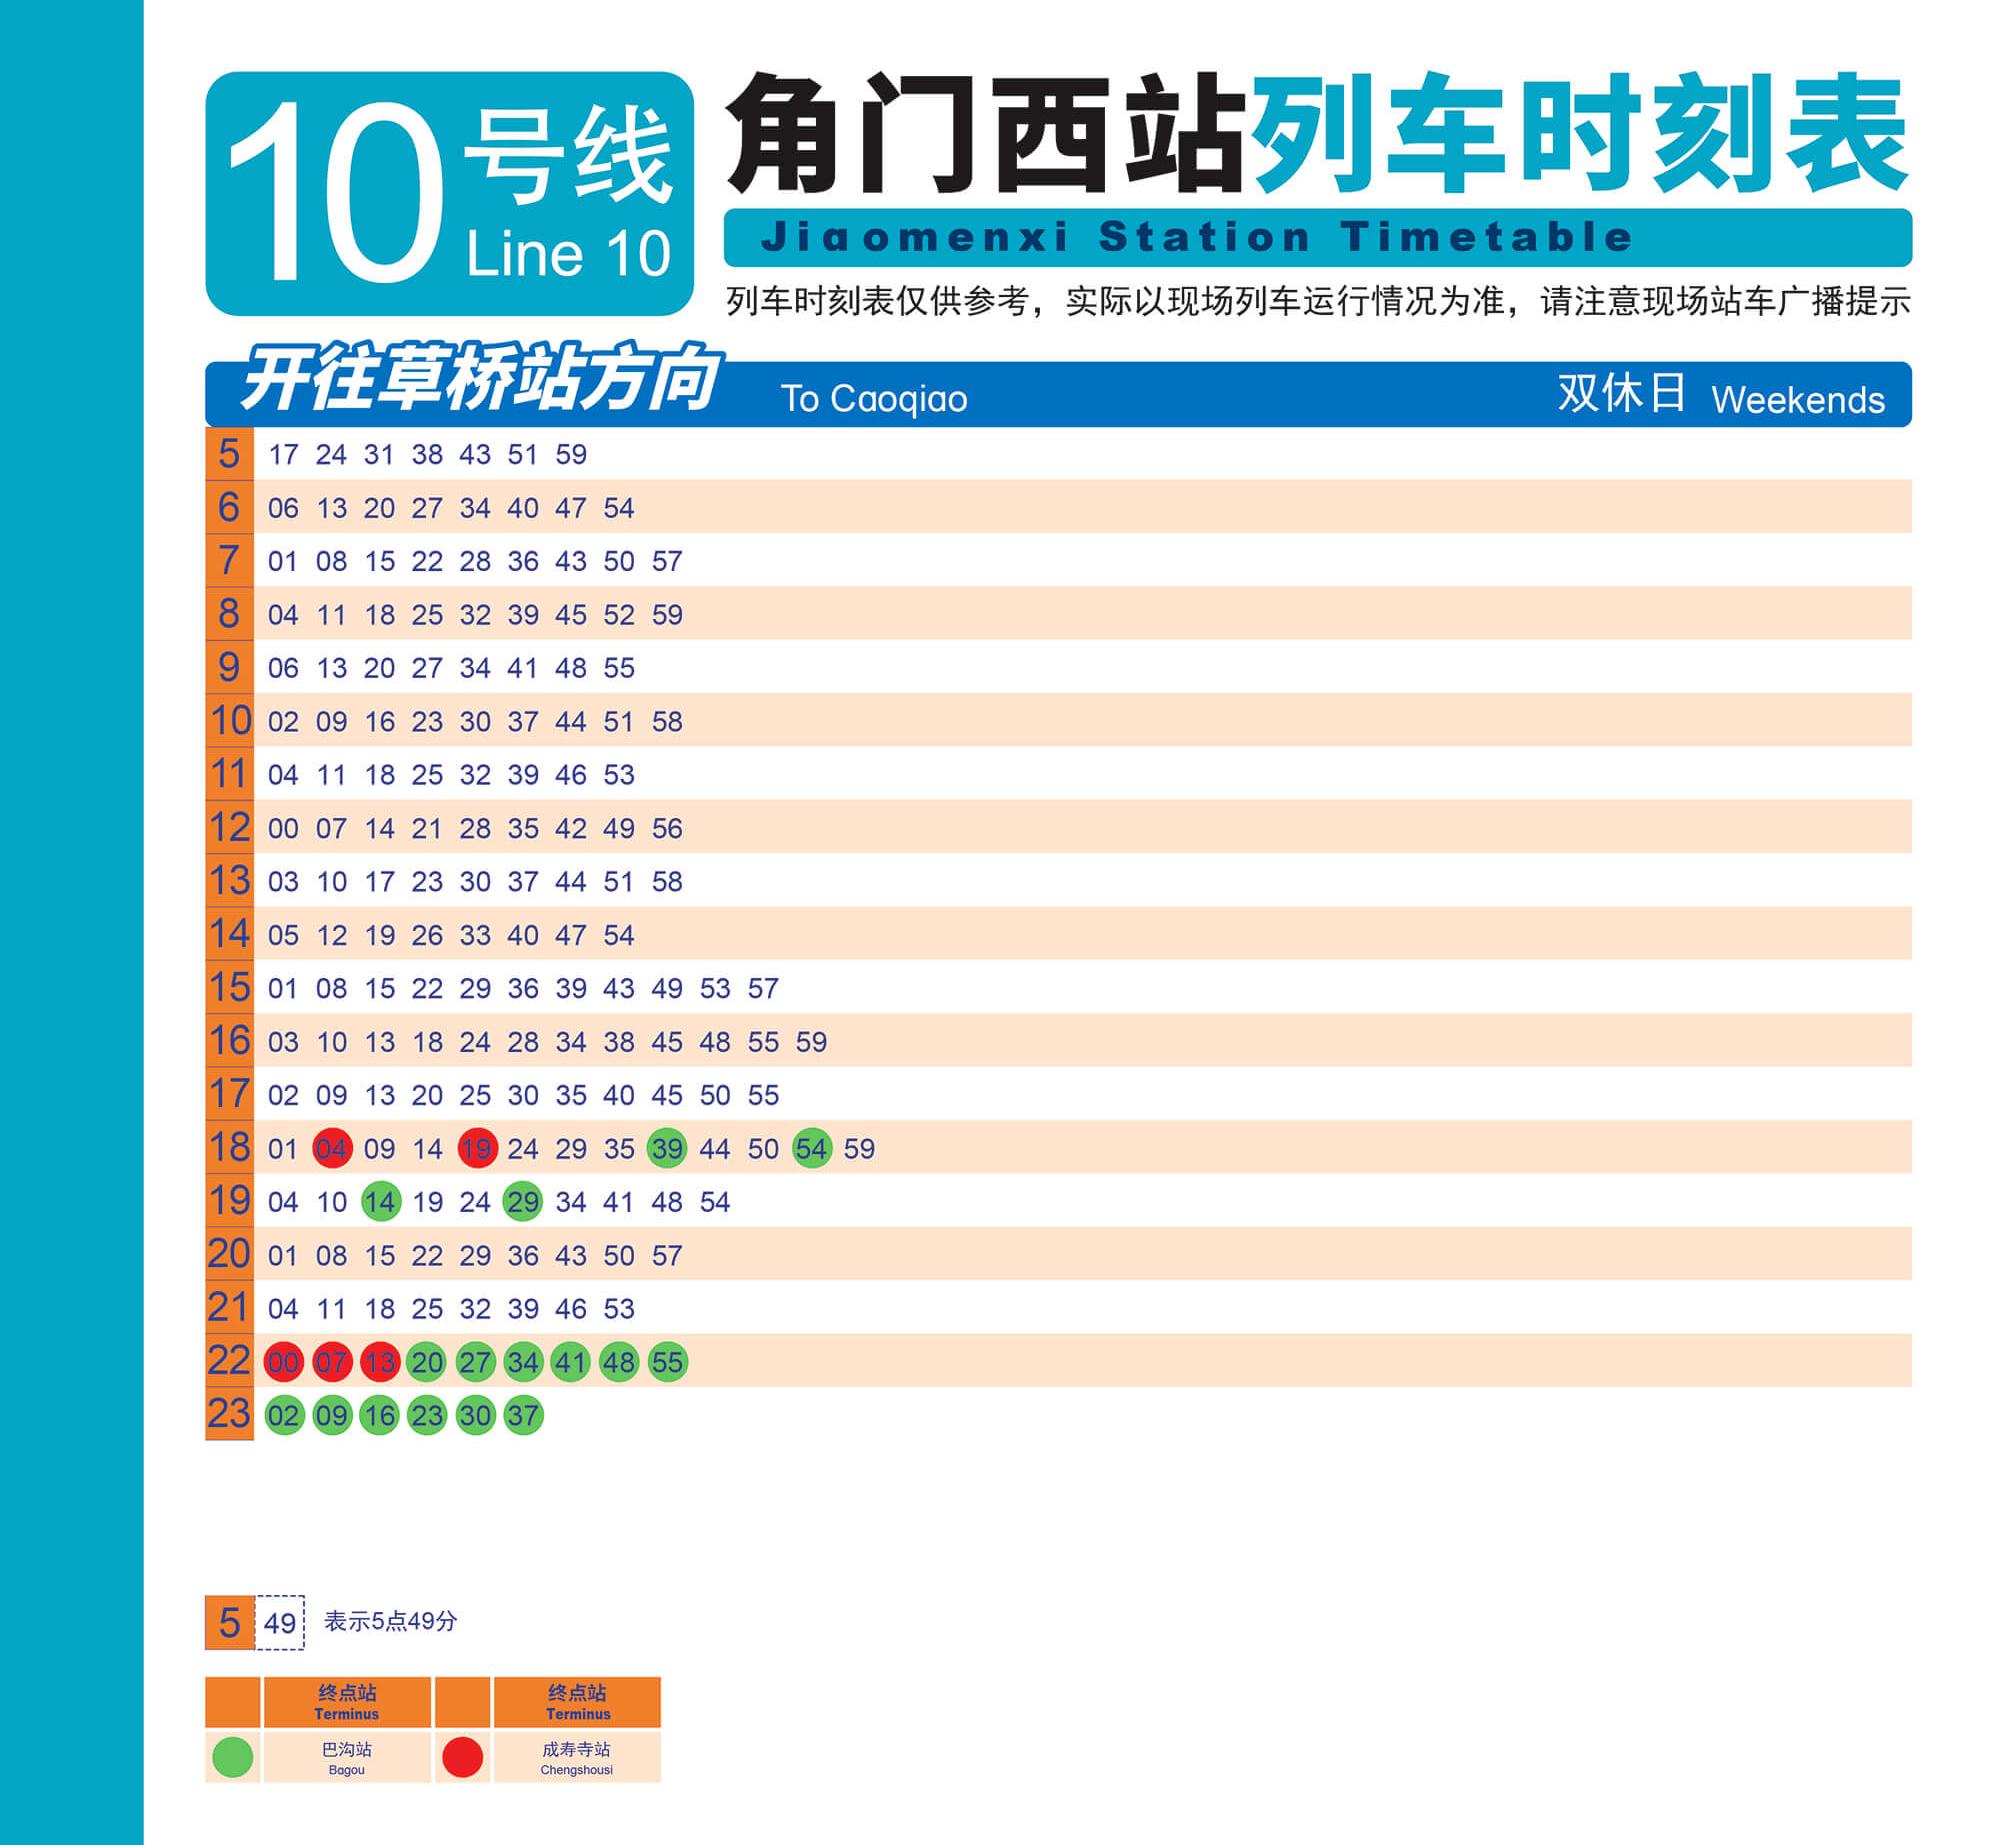 10号线
Line 10
角门西站列车时刻表
Jiaomenxi Station Timetable
列车时刻表仅供参考，实际以现场列车运行情况为准，请注意现场站车广播提示
开往草桥站方向 To Caoqiao 双休日 Weekends
5 17 24 31 38 43 51 59
6 06 13 20 27 34 40 47 54
7 01 08 15 22 28 36 43 50 57
8 04 11 18 25 32 39 45 52 59
9 06 13 20 27 34 41 48 55
10 02 09 16 23 30 37 44 51 58
11 04 11 18 25 32 39 46 53
12 00 07 14 21 28 35 42 49 56
13 03 10 17 23 30 37 44 51 58
14 05 12 19 26 33 40 47 54
15 01 08 15 22 29 36 39 43 49 53 57
16 03 10 13 18 24 28 34 38 45 48 55 59
17 02 09 13 20 25 30 35 40 45 50 55
18 01 04 09 14 19 24 29 35 39 44 50 54 59
19 04 10 14 19 24 29 34 41 48 54
20 01 08 15 22 29 36 43 50 57
21 04 11 18 25 32 39 46 53
22 00 07 13 20 27 34 41 48 55
23 02 09 16 23 30 37
5 49 表示5点49分
终点站 终点站
Terminus Terminus
巴沟站 成寿寺站
Bagou Chengshousi